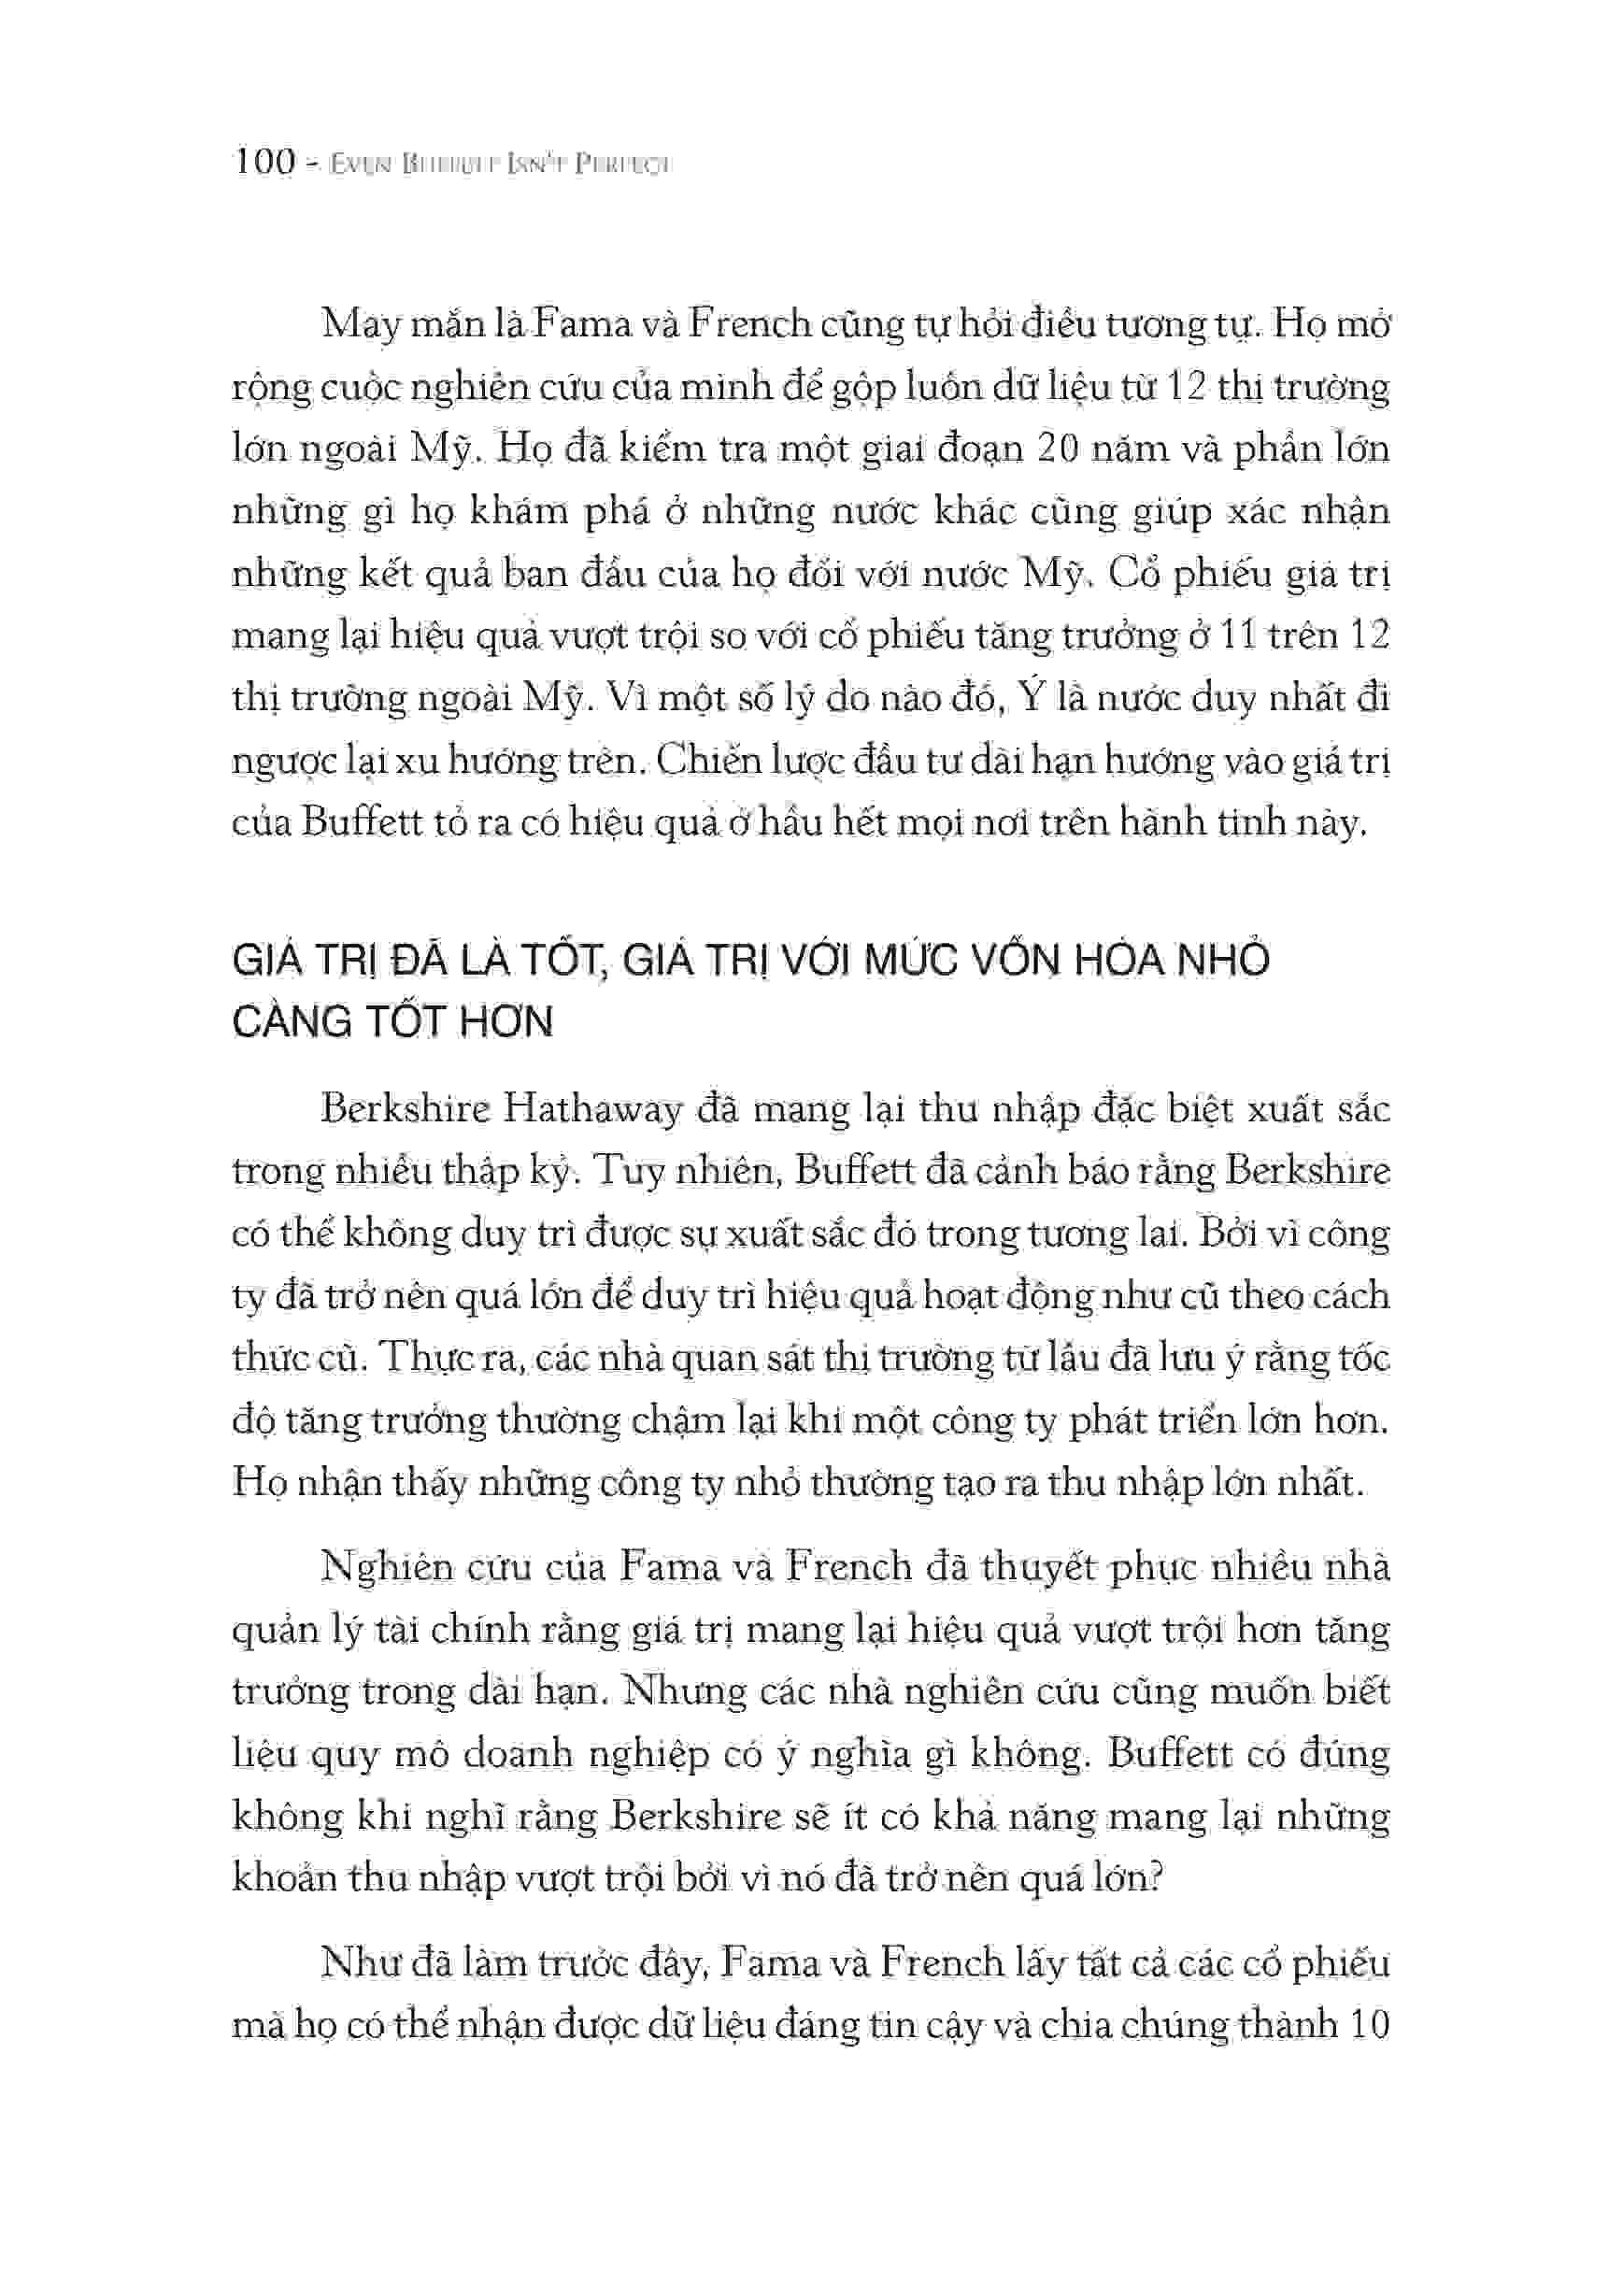 100 - EVEN BUFFETT ISN'T PERFECT
May mắn là Fama và French cũng tự hỏi điều tương tự. Họ mở
rộng cuộc nghiên cứu của mình để gộp luôn dữ liệu từ 12 thị trường
lớn ngoài Mỹ. Họ đã kiểm tra một giai đoạn 20 năm và phần lớn
những gì họ khám phá ở những nước khác cũng giúp xác nhận
những kết quả ban đầu của họ đối với nước Mỹ. Cổ phiếu giá trị
mang lại hiệu quả vượt trội so với cổ phiếu tăng trưởng ở 11 trên 12
thị trường ngoài Mỹ. Vì một số lý do nào đó, Ý là nước duy nhất đi
ngược lại xu hướng trên. Chiến lược đầu tư dài hạn hướng vào giá trị
của Buffett tỏ ra có hiệu quả ở hầu hết mọi nơi trên hành tinh này.
GIÁ TRỊ ĐÃ LÀ TỐT, GIÁ TRỊ VỚI MỨC VỐN HÓA NHỎ
CÀNG TỐT HƠN
Berkshire Hathaway đã mang lại thu nhập đặc biệt xuất sắc
trong nhiều thập kỷ. Tuy nhiên, Buffett đã cảnh báo rằng Berkshire
có thể không duy trì được sự xuất sắc đó trong tương lai. Bởi vì công
ty đã trở nên quá lớn để duy trì hiệu quả hoạt động như cũ theo cách
thức cũ. Thực ra, các nhà quan sát thị trường từ lâu đã lưu ý rằng tốc
độ tăng trưởng thường chậm lại khi một công ty phát triển lớn hơn.
Họ nhận thấy những công ty nhỏ thường tạo ra thu nhập lớn nhất.
Nghiên cứu của Fama và French đã thuyết phục nhiều nhà
quản lý tài chính rằng giá trị mang lại hiệu quả vượt trội hơn tăng
trưởng trong dài hạn. Nhưng các nhà nghiên cứu cũng muốn biết
liệu quy mô doanh nghiệp có ý nghĩa gì không. Buffett có đúng
không khi nghĩ rằng Berkshire sẽ ít có khả năng mang lại những
khoản thu nhập vượt trội bởi vì nó đã trở nên quá lớn?
Như đã làm trước đây, Fama và French lấy tất cả các cổ phiếu
mà họ có thể nhận được dữ liệu đáng tin cậy và chia chúng thành 10